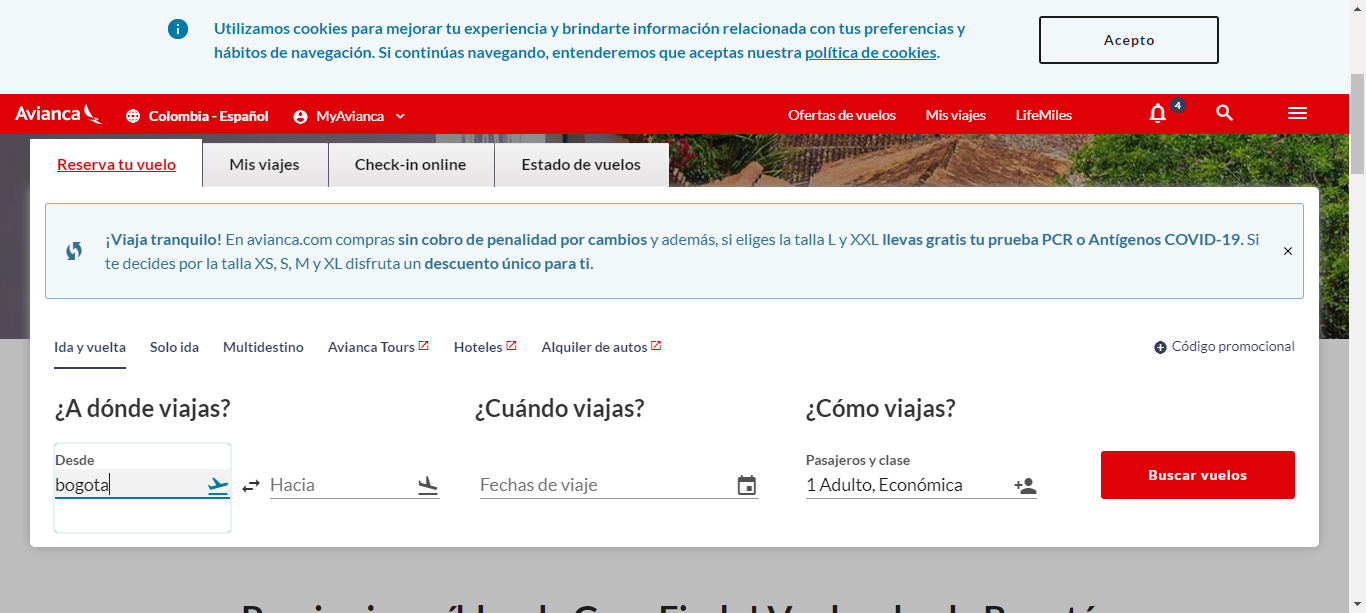 Utilizamos cookies para mejorar tu experiencia y brindarte información relacionada con tus preferencias y
hábitos de navegación. Si continúas navegando, entenderemos que aceptas nuestra política de cookies.
Acepto
Avianca
Colombia - Español
MyAvianca
Ofertas de vuelos
Mis viajes
LifeMiles
4
Reserva tu vuelo
Mis viajes
Check-in online
Estado de vuelos
¡Viaja tranquilo! En avianca.com compras sin cobro de penalidad por cambios y además, si eliges la talla L y XXL llevas gratis tu prueba PCR o Antígenos COVID-19. Si
te decides por la talla XS, S, M y XL disfruta un descuento único para ti.
Ida y vuelta
Solo ida
Multidestino
Avianca Tours
Hoteles
Alquiler de autos
Código promocional
¿A dónde viajas?
¿Cuándo viajas?
¿Cómo viajas?
Desde
bogota
Hacia
Fechas de viaje
Pasajeros y clase
1 Adulto, Económica
Buscar vuelos